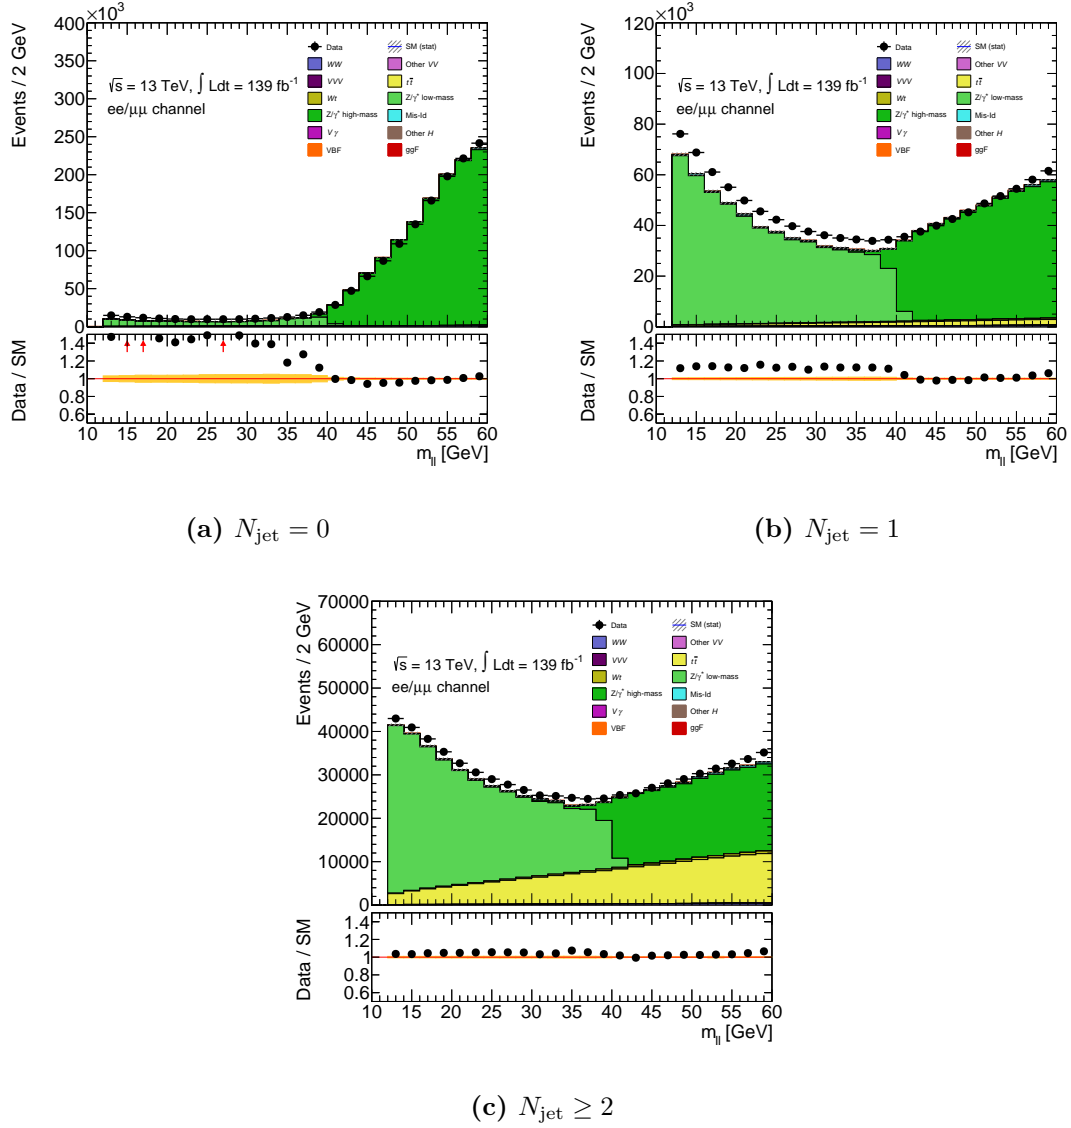 ×10³
Events / 2 GeV
400
350
300
250
200
150
100
50
0
√s = 13 TeV, ∫ Ldt = 139 fb⁻¹
ee/μμ channel
Data
SM (stat)
WW
Other VV
VVV
tt̄
Wt
Z/γ* low-mass
Z/γ* high-mass
Mis-Id
Vγ
Other H
VBF
ggF
Data / SM
1.4
1.2
1
0.8
0.6
10 15 20 25 30 35 40 45 50 55 60
m_ll [GeV]
(a) N_jet = 0
×10³
Events / 2 GeV
120
100
80
60
40
20
0
√s = 13 TeV, ∫ Ldt = 139 fb⁻¹
ee/μμ channel
Data
SM (stat)
WW
Other VV
VVV
tt̄
Wt
Z/γ* low-mass
Z/γ* high-mass
Mis-Id
Vγ
Other H
VBF
ggF
Data / SM
1.4
1.2
1
0.8
0.6
10 15 20 25 30 35 40 45 50 55 60
m_ll [GeV]
(b) N_jet = 1
Events / 2 GeV
70000
60000
50000
40000
30000
20000
10000
0
√s = 13 TeV, ∫ Ldt = 139 fb⁻¹
ee/μμ channel
Data
SM (stat)
WW
Other VV
VVV
tt̄
Wt
Z/γ* low-mass
Z/γ* high-mass
Mis-Id
Vγ
Other H
VBF
ggF
Data / SM
1.4
1.2
1
0.8
0.6
10 15 20 25 30 35 40 45 50 55 60
m_ll [GeV]
(c) N_jet ≥ 2